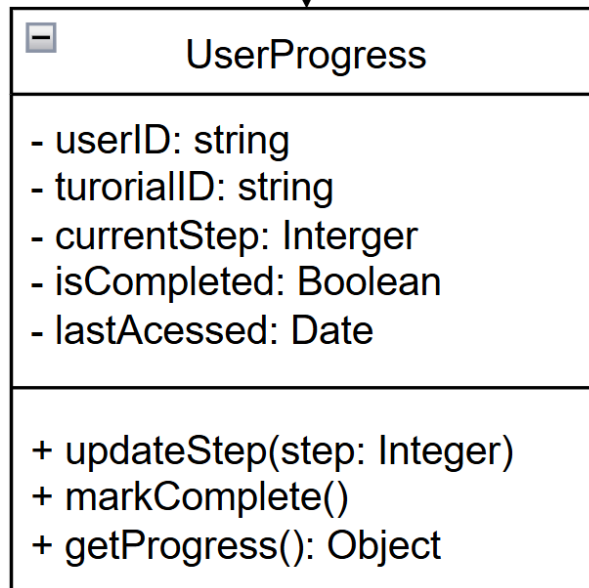 UserProgress
- userID: string
- turorialID: string
- currentStep: Interger
- isCompleted: Boolean
- lastAcessed: Date
+ updateStep(step: Integer)
+ markComplete()
+ getProgress(): Object